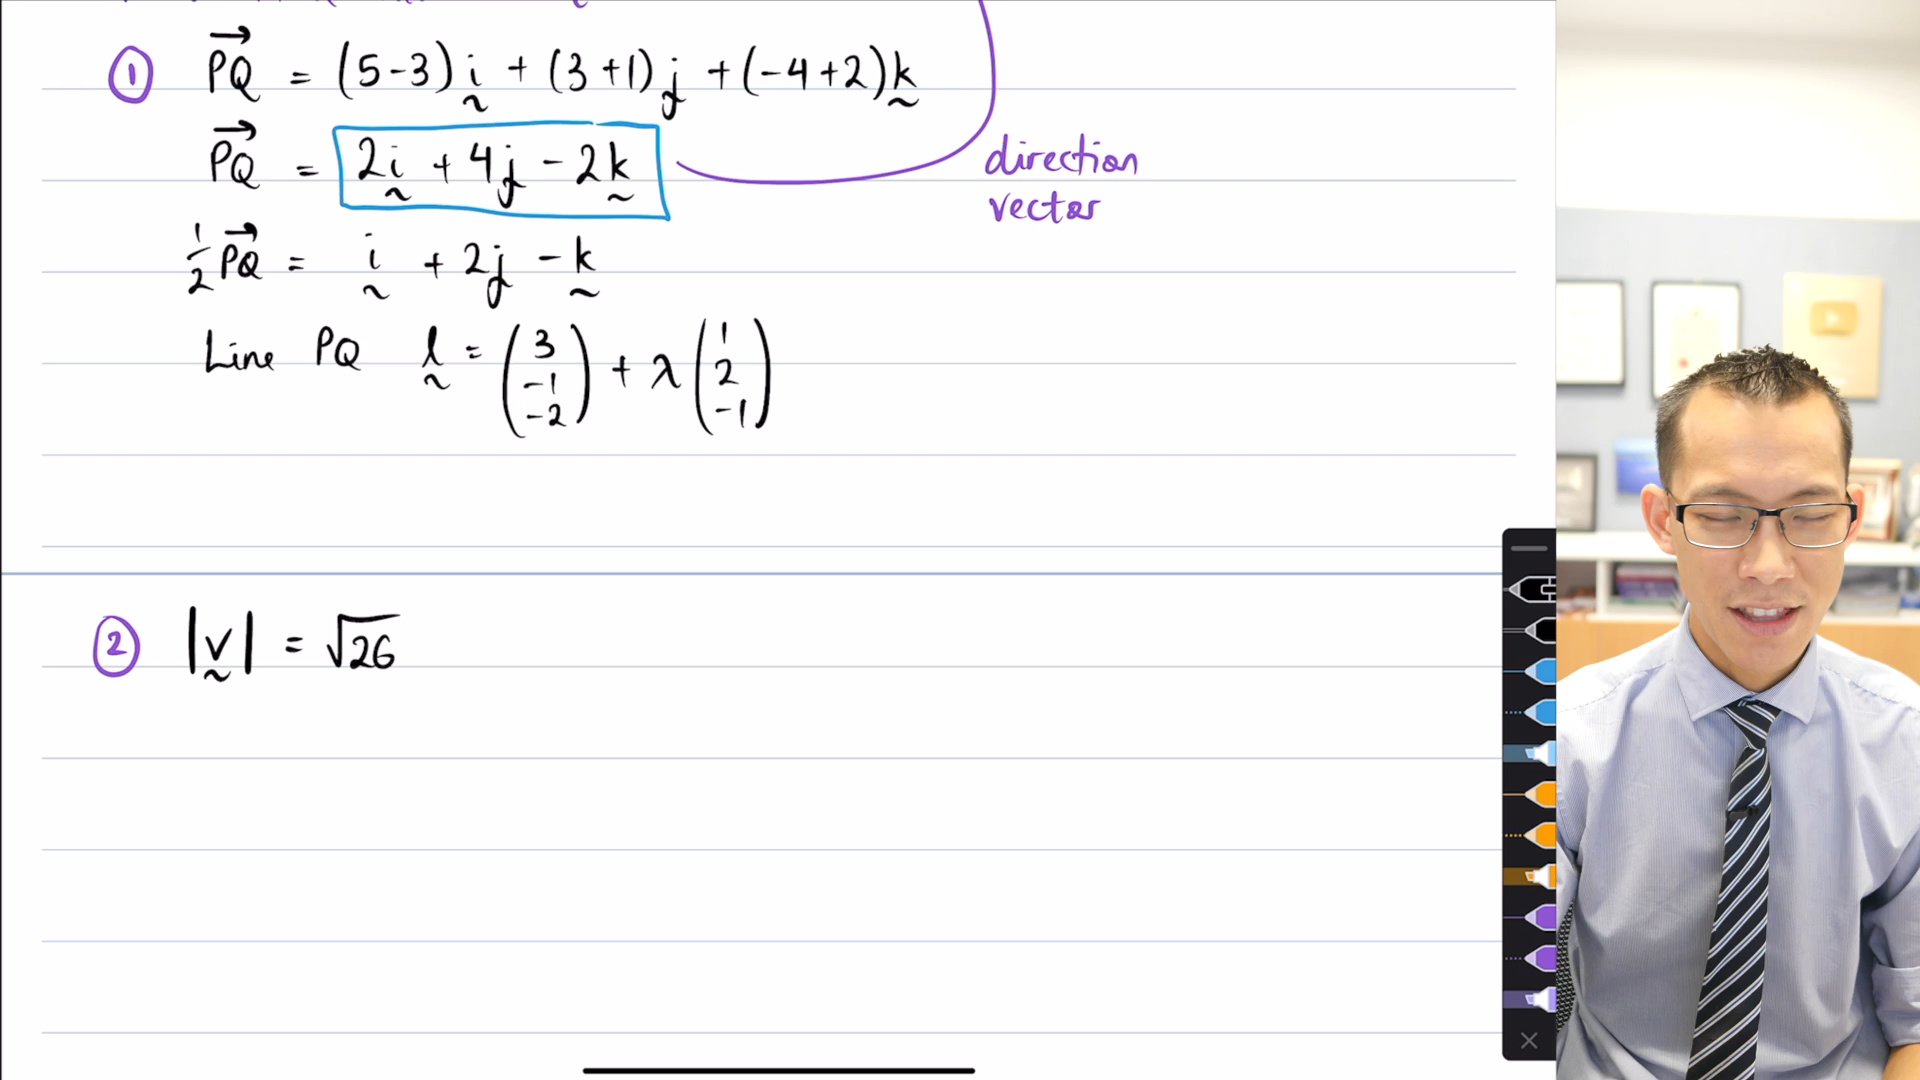 ① PQ⃗ = (5-3)ḭ + (3+1)j̰ + (-4+2)k̰
PQ⃗ = 2ḭ + 4j̰ - 2k̰
direction
vector
½PQ⃗ = ḭ + 2j̰ - k̰
Line PQ l̰ = (3 -1 -2) + λ (1 2 -1)
② |v̰| = √26